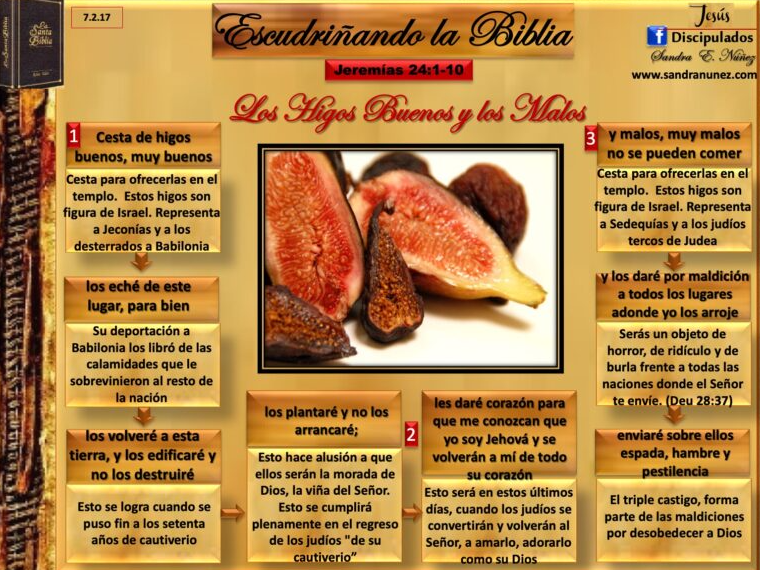 La
Santa
Biblia
7.2.17
Escudriñando la Biblia
Jesús
f Discipulados
Sandra E. Núñez
www.sandranunez.com
Jeremías 24:1-10
Los Higos Buenos y los Malos
1
Cesta de higos
buenos, muy buenos
Cesta para ofrecerlas en el
templo. Estos higos son
figura de Israel. Representa
a Jeconías y a los
desterrados a Babilonia
los eché de este
lugar, para bien
Su deportación a
Babilonia los libró de las
calamidades que le
sobrevinieron al resto de
la nación
los volveré a esta
tierra, y los edificaré y
no los destruiré
Esto se logra cuando se
puso fin a los setenta
años de cautiverio
los plantaré y no los
arrancaré;
Esto hace alusión a que
ellos serán la morada de
Dios, la viña del Señor.
Esto se cumplirá
plenamente en el regreso
de los judíos "de su
cautiverio”
2
les daré corazón para
que me conozcan que
yo soy Jehová y se
volverán a mí de todo
su corazón
Esto será en estos últimos
días, cuando los judíos se
convertirán y volverán al
Señor, a amarlo, adorarlo
como su Dios
3
y malos, muy malos
no se pueden comer
Cesta para ofrecerlas en el
templo. Estos higos son
figura de Israel. Representa
a Sedequías y a los judíos
tercos de Judea
y los daré por maldición
a todos los lugares
adonde yo los arroje
Serás un objeto de
horror, de ridículo y de
burla frente a todas las
naciones donde el Señor
te envíe. (Deu 28:37)
enviaré sobre ellos
espada, hambre y
pestilencia
El triple castigo, forma
parte de las maldiciones
por desobedecer a Dios